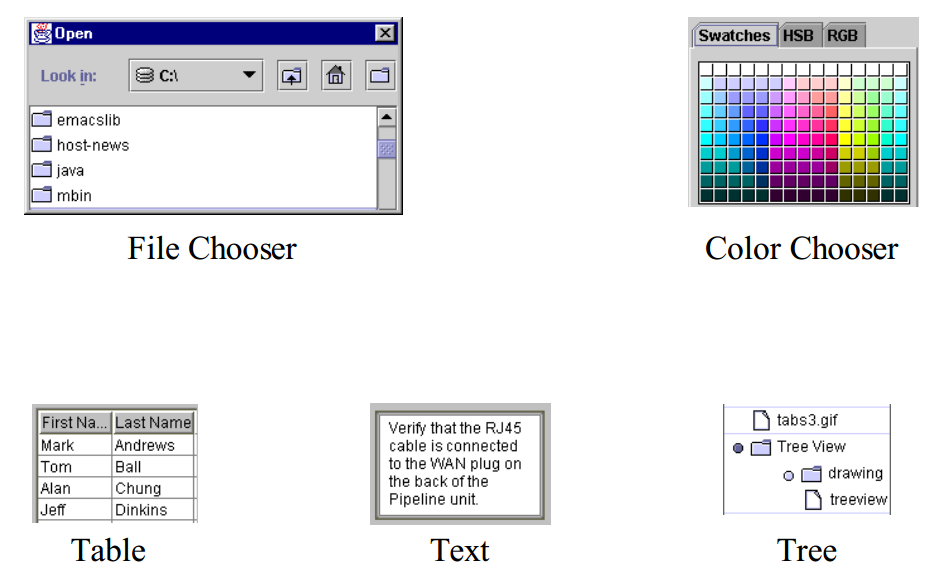 Open
Look in: C:\
emacslib
host-news
java
mbin
File Chooser
Swatches HSB RGB
Color Chooser
First Na... Last Name
Mark Andrews
Tom Ball
Alan Chung
Jeff Dinkins
Table
Verify that the RJ45
cable is connected
to the WAN plug on
the back of the
Pipeline unit.
Text
tabs3.gif
Tree View
drawing
treeview
Tree